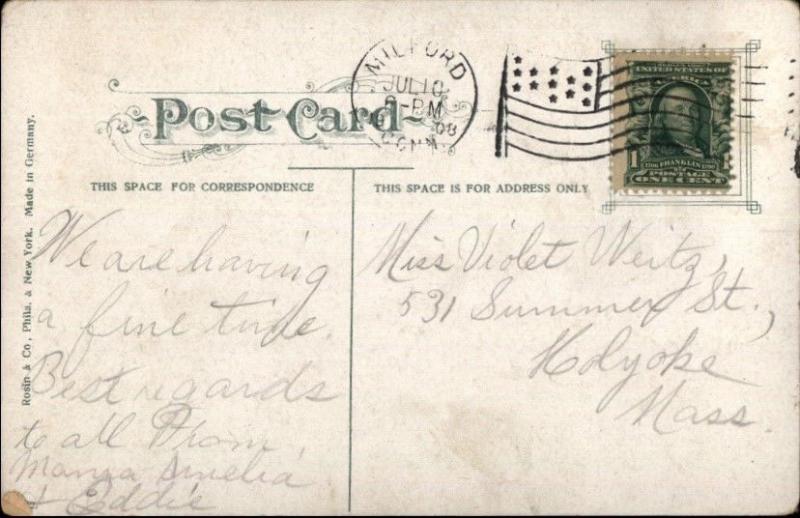 Post Card
THIS SPACE FOR CORRESPONDENCE
THIS SPACE IS FOR ADDRESS ONLY
Rosin & Co, Phila. & New York. Made in Germany.
MILFORD
JUL 10
-PM
08
CONN.
UNITED STATES OF
FRANKLIN
1
POSTAGE
ONE CENT
We are having
a fine time.
Best regards
to all From
Amelia
+ Eddie
Miss Violet Weitz,
531 Summer St.,
Holyoke
Mass.